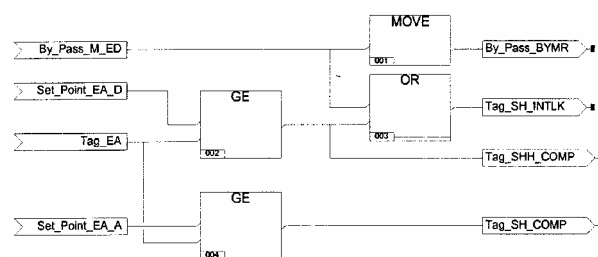 MOVE
By_Pass_M_ED
By_Pass_BYMR
001
Set_Point_EA_D
GE
OR
Tag_SH_INTLK
Tag_EA
003
002
Tag_SHH_COMP
GE
Set_Point_EA_A
Tag_SH_COMP
004